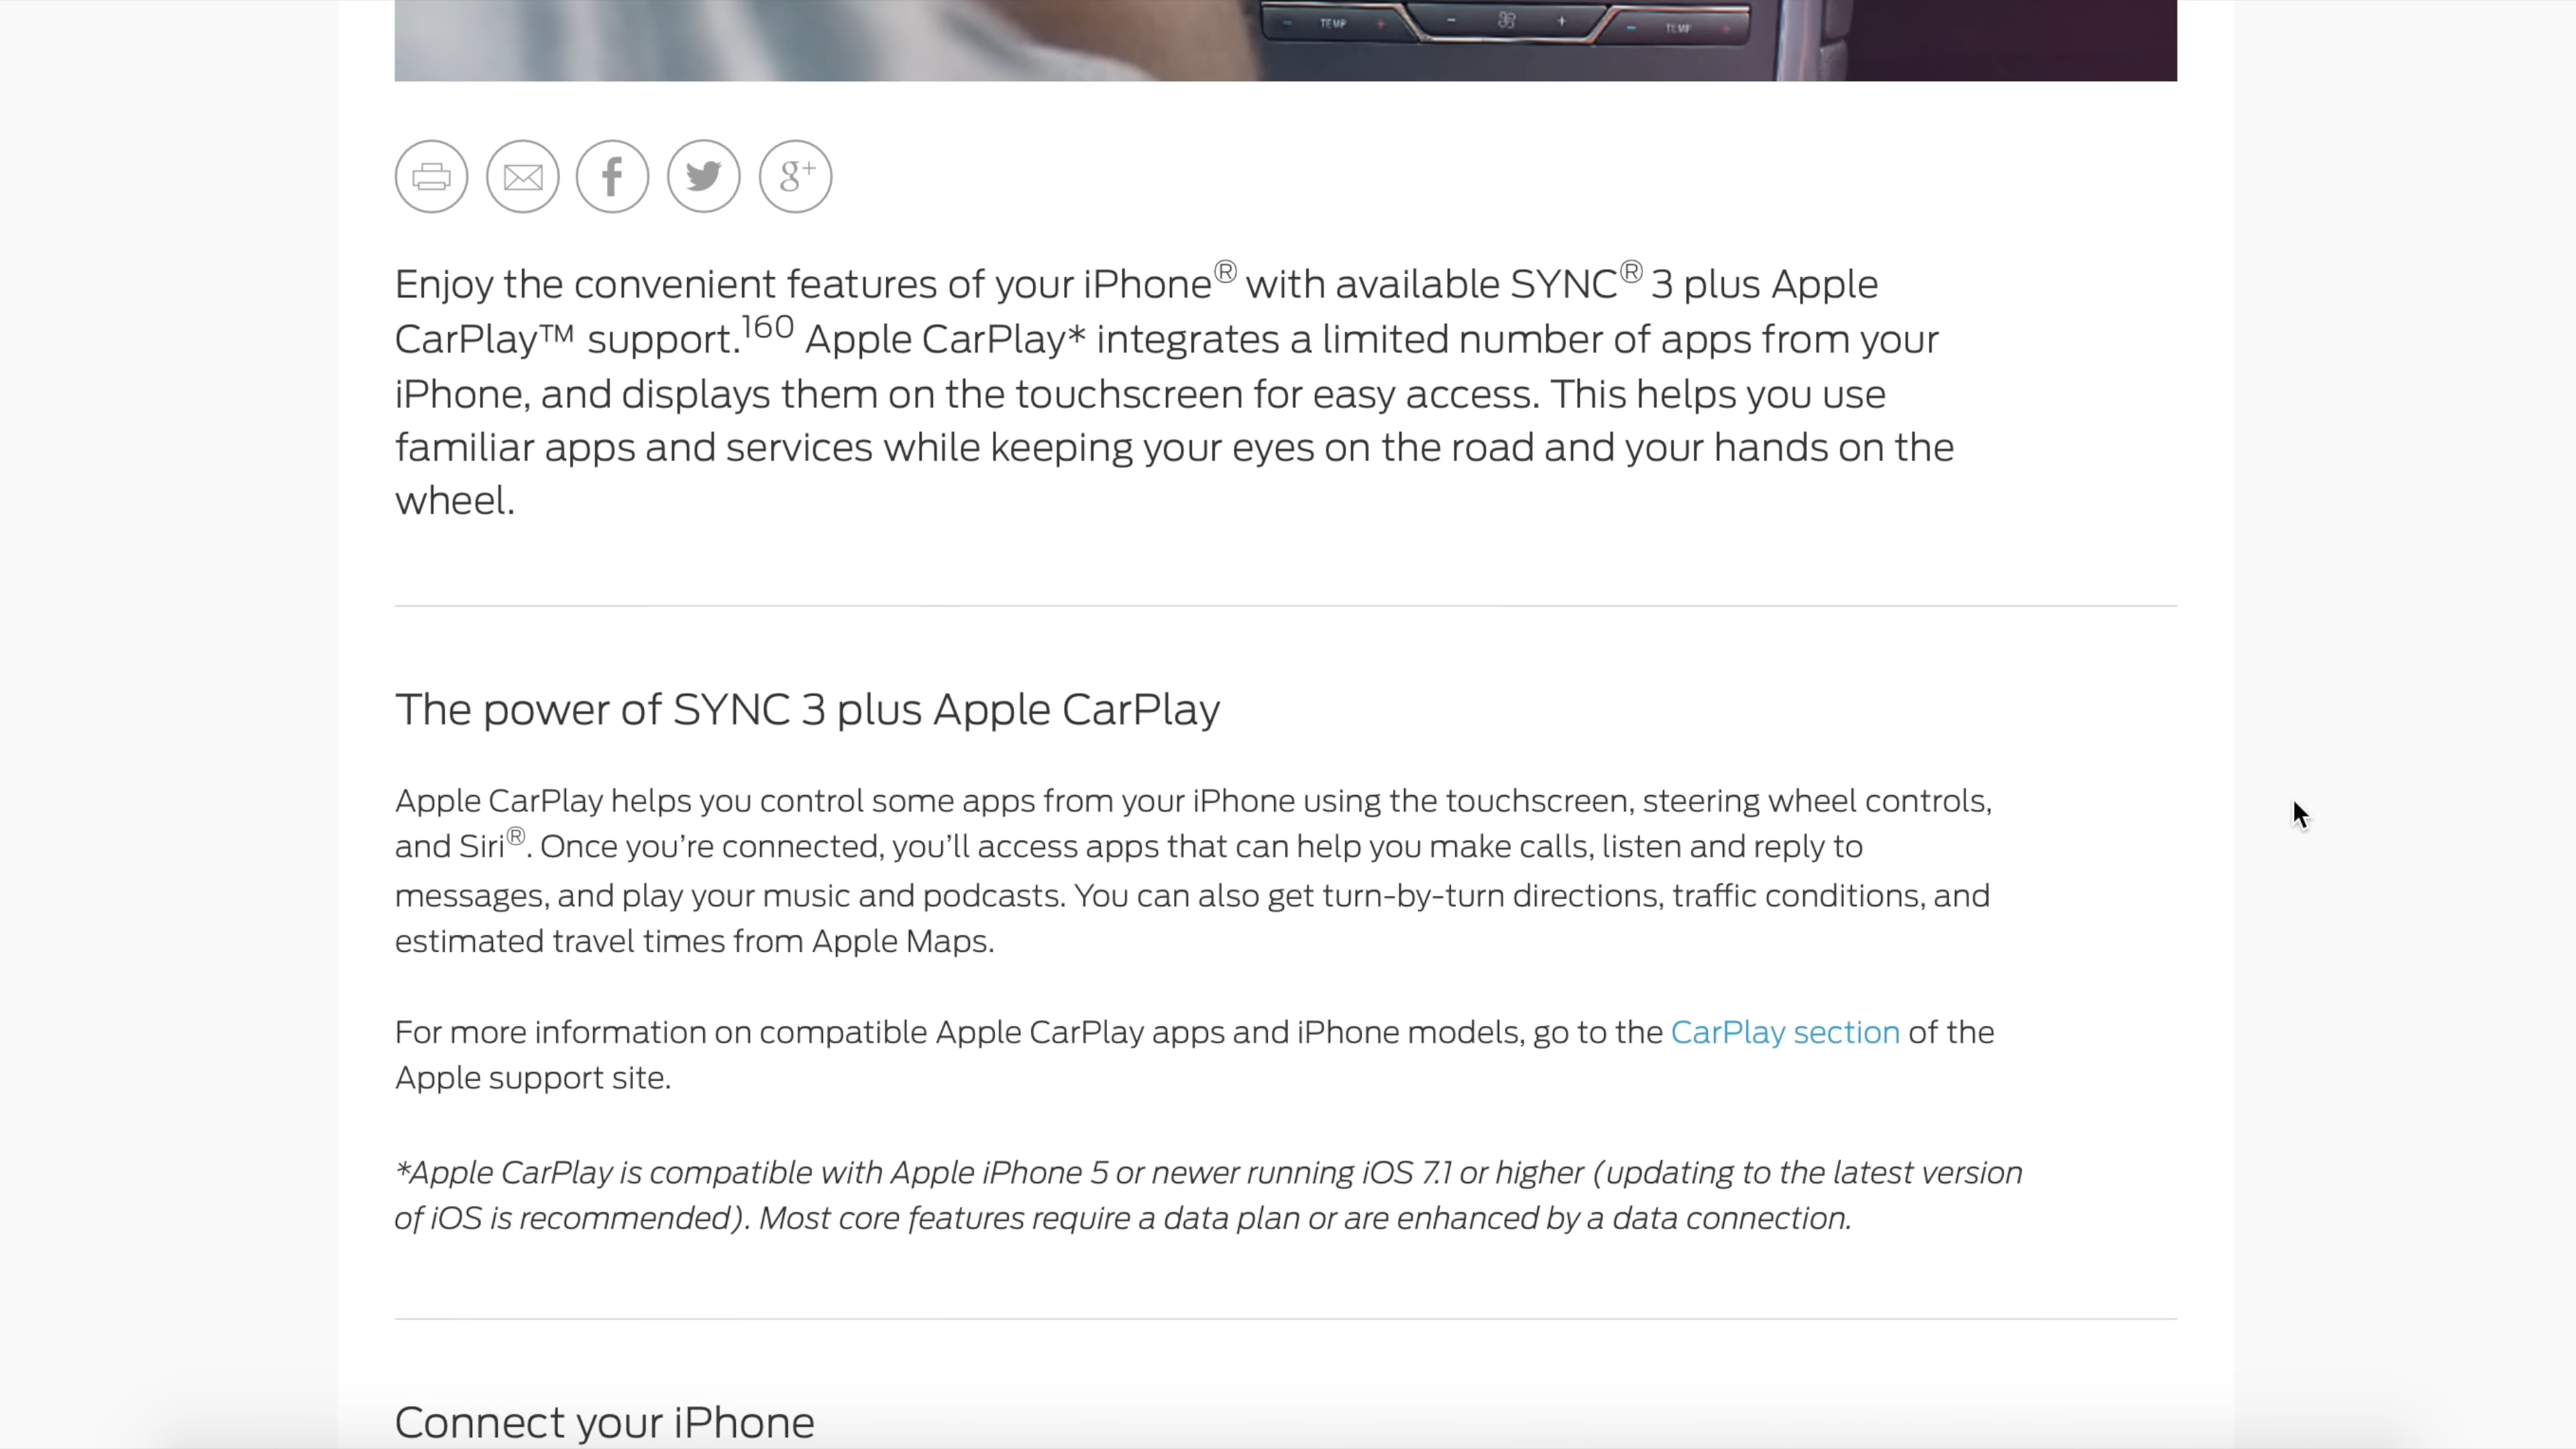 − TEMP + − + − TEMP +
f g+
Enjoy the convenient features of your iPhone® with available SYNC® 3 plus Apple
CarPlay™ support.160 Apple CarPlay* integrates a limited number of apps from your
iPhone, and displays them on the touchscreen for easy access. This helps you use
familiar apps and services while keeping your eyes on the road and your hands on the
wheel.
The power of SYNC 3 plus Apple CarPlay
Apple CarPlay helps you control some apps from your iPhone using the touchscreen, steering wheel controls,
and Siri®. Once you’re connected, you’ll access apps that can help you make calls, listen and reply to
messages, and play your music and podcasts. You can also get turn-by-turn directions, traffic conditions, and
estimated travel times from Apple Maps.
For more information on compatible Apple CarPlay apps and iPhone models, go to the CarPlay section of the
Apple support site.
*Apple CarPlay is compatible with Apple iPhone 5 or newer running iOS 7.1 or higher (updating to the latest version
of iOS is recommended). Most core features require a data plan or are enhanced by a data connection.
Connect your iPhone